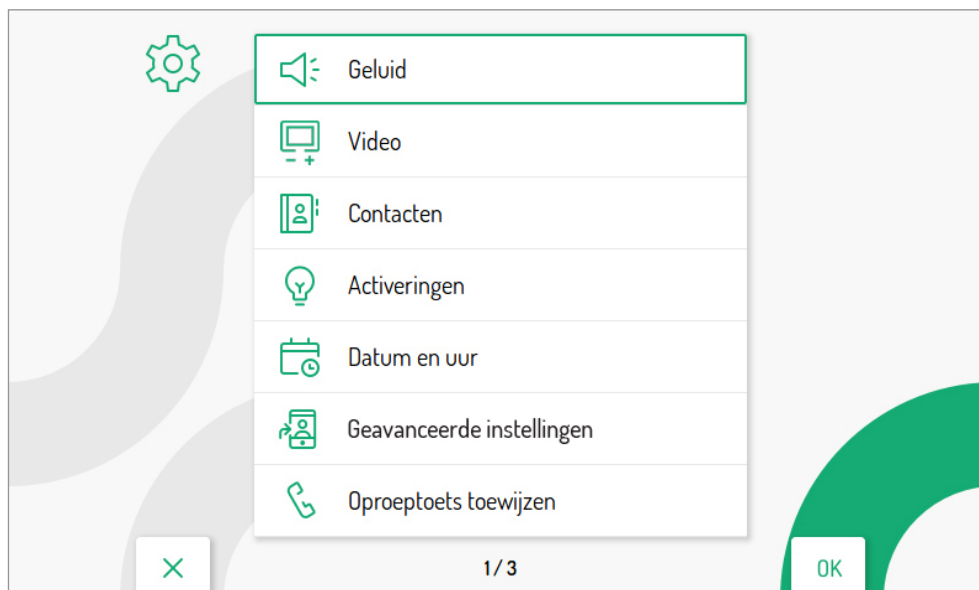 Geluid
Video
Contacten
Activeringen
Datum en uur
Geavanceerde instellingen
Oproeptoets toewijzen
1 / 3
OK